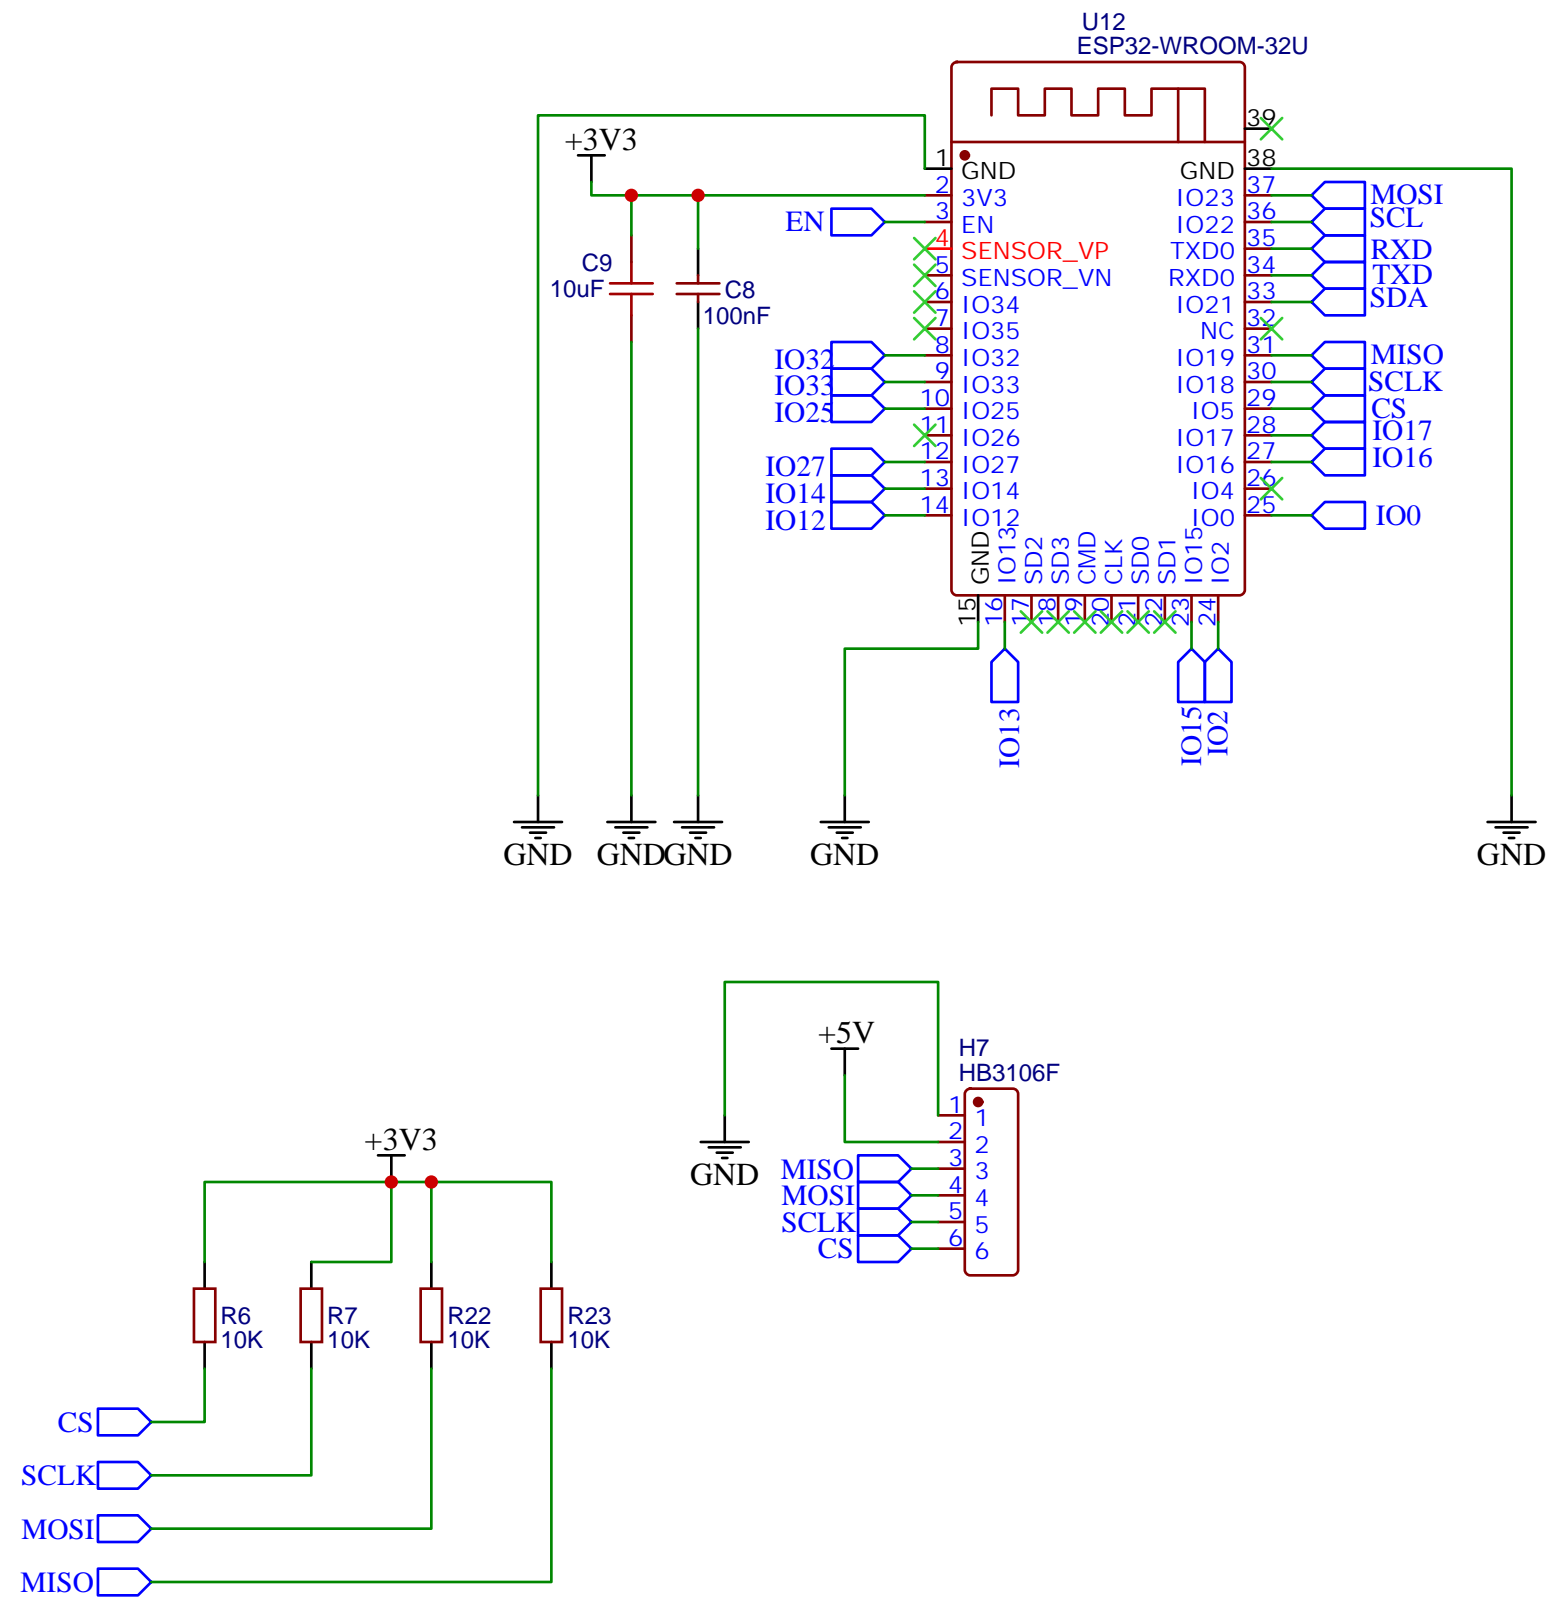 U12
ESP32-WROOM-32U
+3V3
1 GND
2 3V3
EN 3 EN
4 SENSOR_VP
5 SENSOR_VN
6 IO34
7 IO35
IO32 8 IO32
IO33 9 IO33
IO25 10 IO25
11 IO26
IO27 12 IO27
IO14 13 IO14
IO12 14 IO12
39
GND 38
IO23 37 MOSI
IO22 36 SCL
TXD0 35 RXD
RXD0 34 TXD
IO21 33 SDA
NC 32
IO19 31 MISO
IO18 30 SCLK
IO5 29 CS
IO17 28 IO17
IO16 27 IO16
IO4 26
IO0 25 IO0
GND IO13 SD2 SD3 CMD CLK SD0 SD1 IO15 IO2
15 16 17 18 19 20 21 22 23 24
IO13 IO15 IO2
C9
10uF
C8
100nF
GND GND GND GND GND
+5V
H7
HB3106F
1 1
2 2
MISO 3 3
MOSI 4 4
SCLK 5 5
CS 6 6
GND
+3V3
R6
10K
R7
10K
R22
10K
R23
10K
CS
SCLK
MOSI
MISO